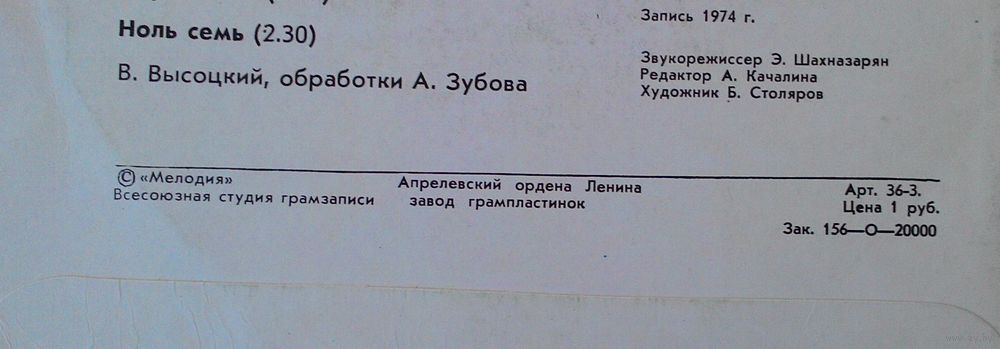 Ноль семь (2.30)
В. Высоцкий, обработки А. Зубова
Запись 1974 г.
Звукорежиссер Э. Шахназарян
Редактор А. Качалина
Художник Б. Столяров
© «Мелодия»
Всесоюзная студия грамзаписи
Апрелевский ордена Ленина
завод грампластинок
Арт. 36-3.
Цена 1 руб.
Зак. 156—О—20000